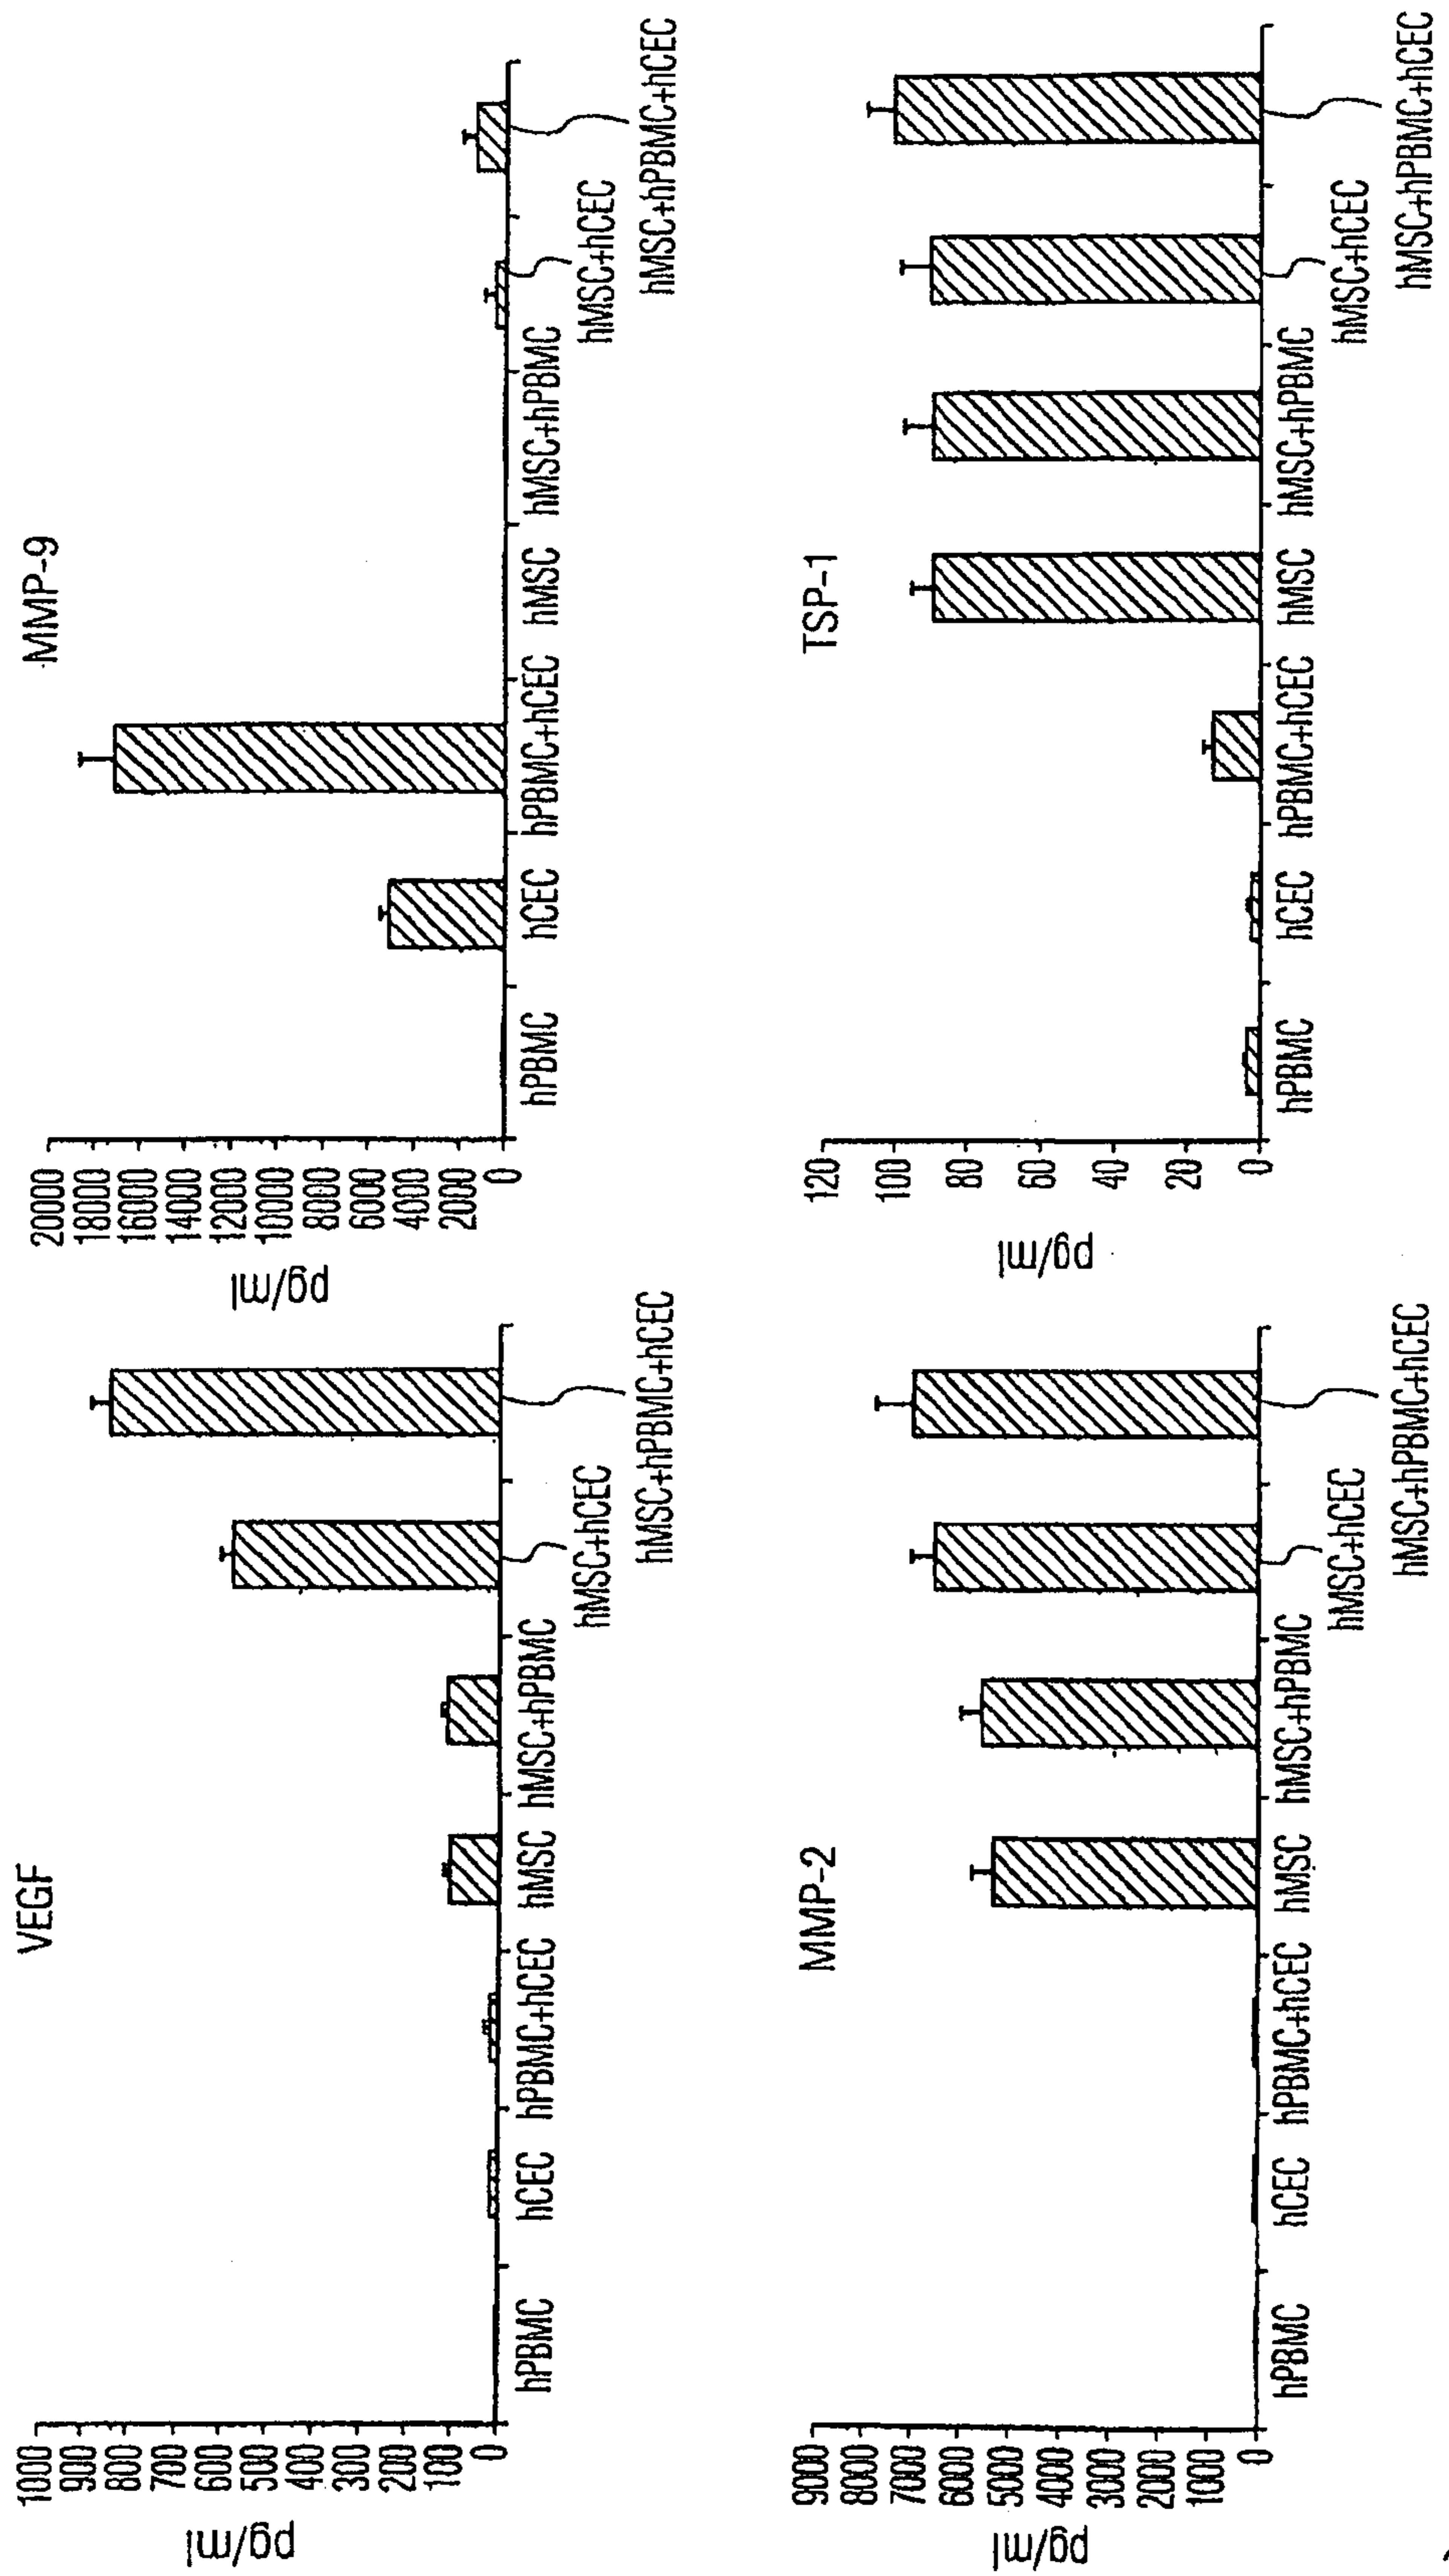 VEGF
pg/ml
1000
900
800
700
600
500
400
300
200
100
0
hPBMC
hCEC
hPBMC+hCEC
hMSC
hMSC+hPBMC
hMSC+hCEC
hMSC+hPBMC+hCEC
MMP-9
pg/ml
20000
18000
16000
14000
12000
10000
8000
6000
4000
2000
0
hPBMC
hCEC
hPBMC+hCEC
hMSC
hMSC+hPBMC
hMSC+hCEC
hMSC+hPBMC+hCEC
MMP-2
pg/ml
9000
8000
7000
6000
5000
4000
3000
2000
1000
0
hPBMC
hCEC
hPBMC+hCEC
hMSC
hMSC+hPBMC
hMSC+hCEC
hMSC+hPBMC+hCEC
TSP-1
pg/ml
120
100
80
60
40
20
0
hPBMC
hCEC
hPBMC+hCEC
hMSC
hMSC+hPBMC
hMSC+hCEC
hMSC+hPBMC+hCEC